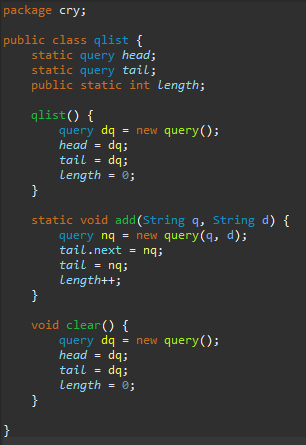 package cry;
public class qlist {
    static query head;
    static query tail;
    public static int length;
    qlist() {
        query dq = new query();
        head = dq;
        tail = dq;
        length = 0;
    }
    static void add(String q, String d) {
        query nq = new query(q, d);
        tail.next = nq;
        tail = nq;
        length++;
    }
    void clear() {
        query dq = new query();
        head = dq;
        tail = dq;
        length = 0;
    }
}